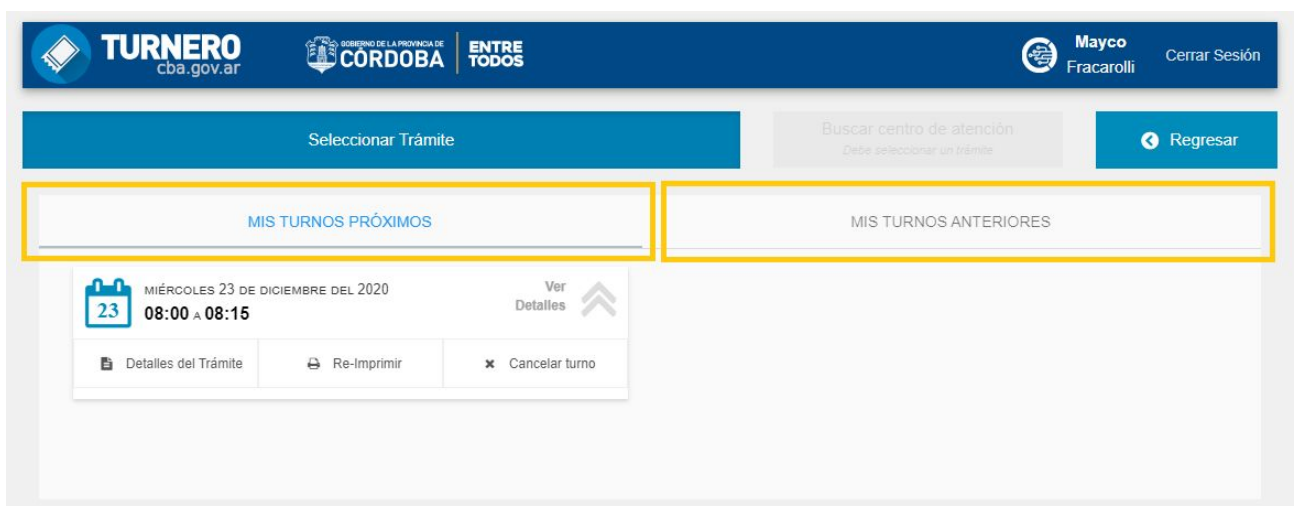 TURNERO
cba.gov.ar
GOBIERNO DE LA PROVINCIA DE
CÓRDOBA
ENTRE
TODOS
Mayco
Fracarolli
Cerrar Sesión
Seleccionar Trámite
Buscar centro de atención
Debe seleccionar un trámite
Regresar
MIS TURNOS PRÓXIMOS
MIS TURNOS ANTERIORES
23
MIÉRCOLES 23 DE DICIEMBRE DEL 2020
08:00 A 08:15
Ver
Detalles
Detalles del Trámite
Re-Imprimir
Cancelar turno